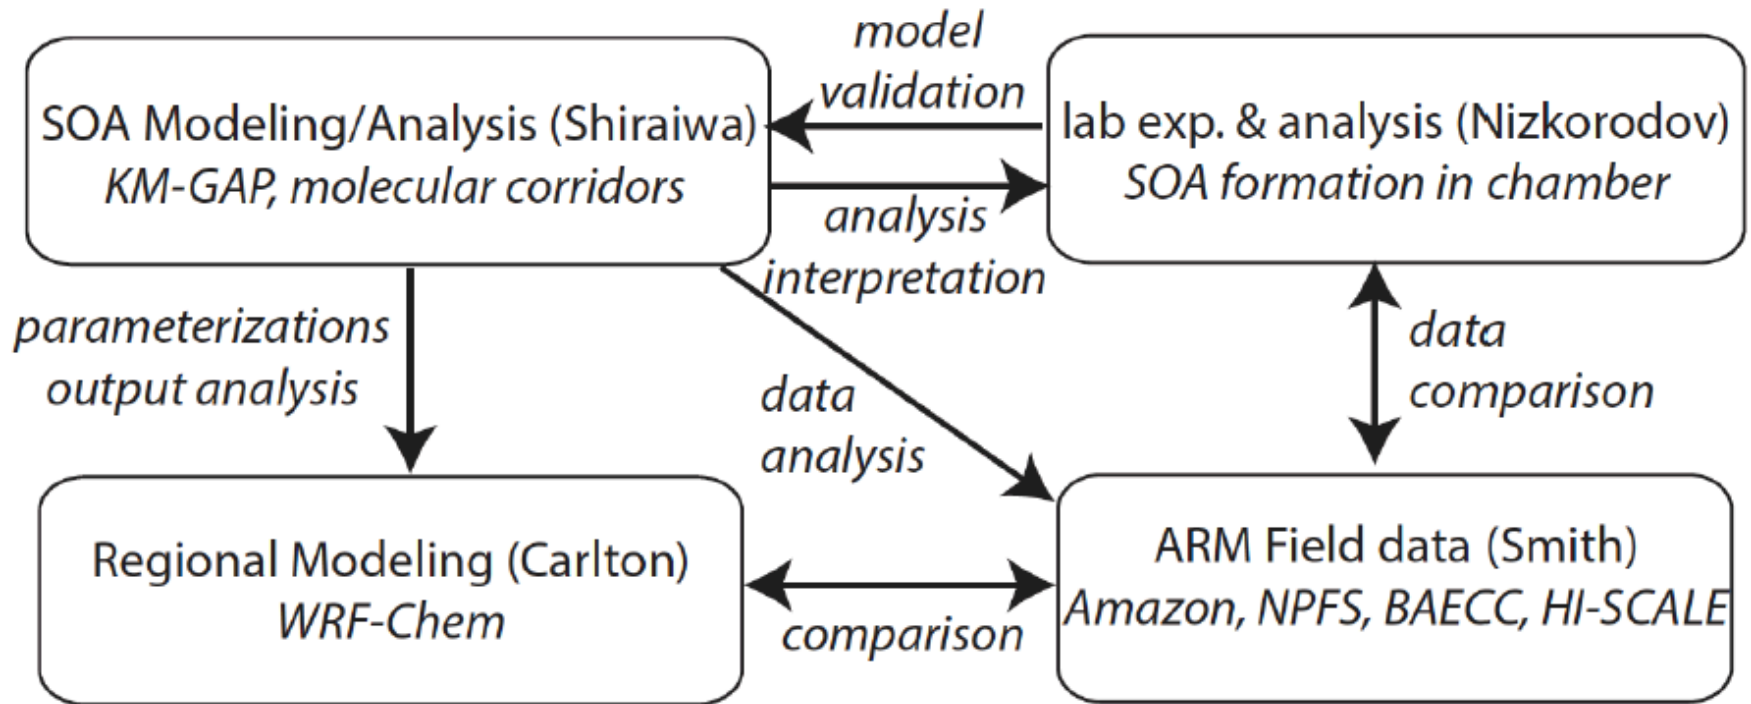 SOA Modeling/Analysis (Shiraiwa)
KM-GAP, molecular corridors
model
validation
analysis
interpretation
lab exp. & analysis (Nizkorodov)
SOA formation in chamber
parameterizations
output analysis
data
analysis
data
comparison
Regional Modeling (Carlton)
WRF-Chem
comparison
ARM Field data (Smith)
Amazon, NPFS, BAECC, HI-SCALE